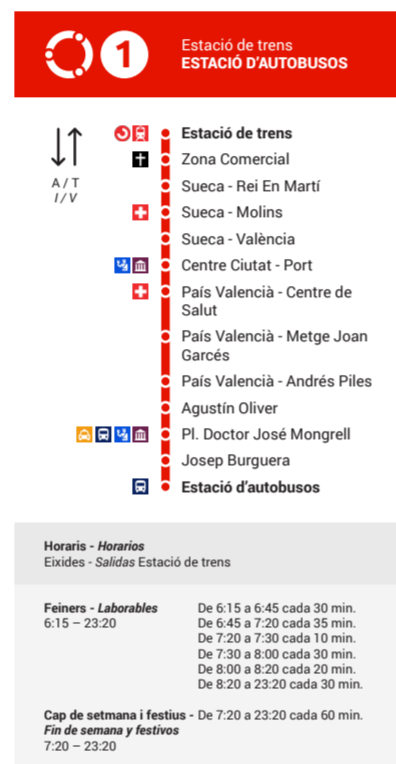 1
Estació de trens
ESTACIÓ D'AUTOBUSOS
A / T
I / V
Estació de trens
Zona Comercial
Sueca - Rei En Martí
Sueca - Molins
Sueca - València
Centre Ciutat - Port
País Valencià - Centre de
Salut
País Valencià - Metge Joan
Garcés
País Valencià - Andrés Piles
Agustín Oliver
Pl. Doctor José Mongrell
Josep Burguera
Estació d'autobusos
Horaris - Horarios
Eixides - Salidas Estació de trens
Feiners - Laborables
6:15 – 23:20
De 6:15 a 6:45 cada 30 min.
De 6:45 a 7:20 cada 35 min.
De 7:20 a 7:30 cada 10 min.
De 7:30 a 8:00 cada 30 min.
De 8:00 a 8:20 cada 20 min.
De 8:20 a 23:20 cada 30 min.
Cap de setmana i festius - De 7:20 a 23:20 cada 60 min.
Fin de semana y festivos
7:20 – 23:20